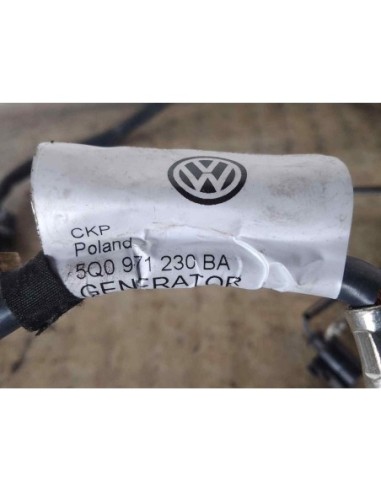 CKP
Poland
5Q0 971 230 BA
GENERATOR